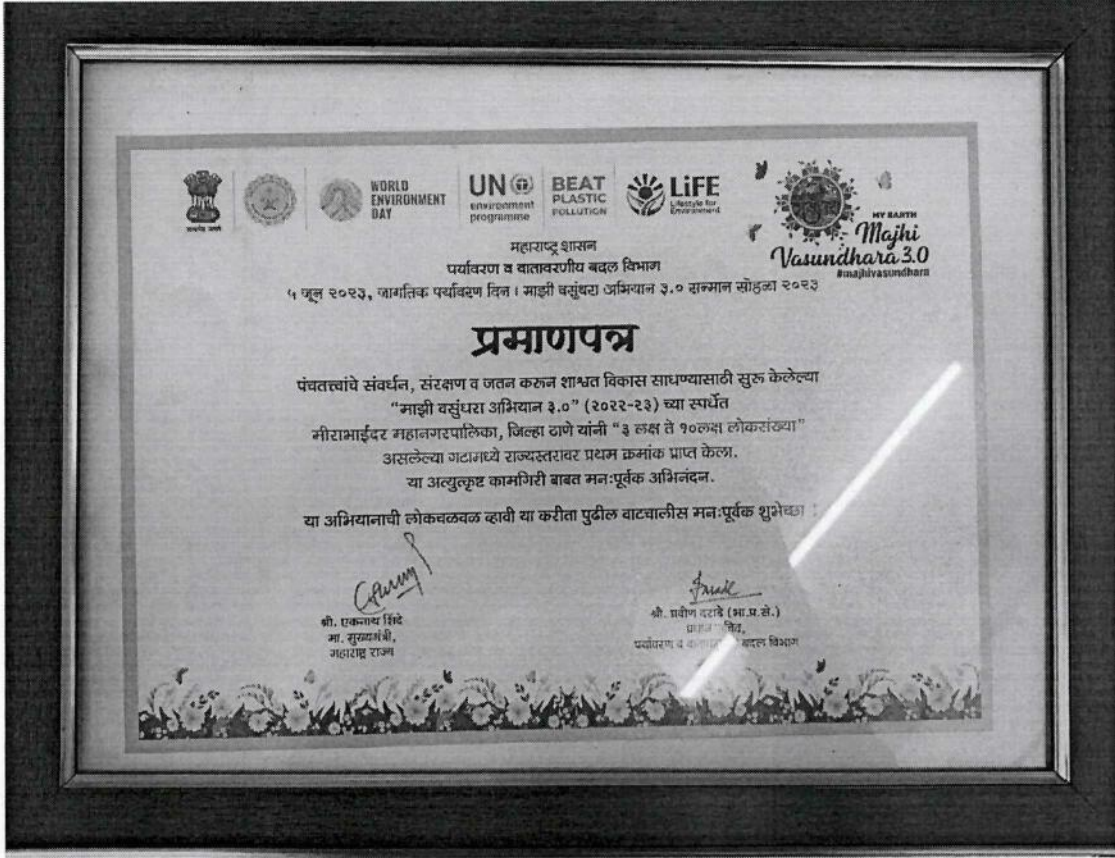 सत्यमेव जयते
WORLD
ENVIRONMENT
DAY
UN
environment
programme
BEAT
PLASTIC
POLLUTION
LiFE
Lifestyle for
Environment
MY EARTH
Majhi
Vasundhara 3.0
#majhivasundhara
महाराष्ट्र शासन
पर्यावरण व वातावरणीय बदल विभाग
५ जून २०२३, जागतिक पर्यावरण दिन । माझी वसुंधरा अभियान ३.० सन्मान सोहळा २०२३
प्रमाणपत्र
पंचतत्त्वांचे संवर्धन, संरक्षण व जतन करून शाश्वत विकास साधण्यासाठी सुरू केलेल्या
“माझी वसुंधरा अभियान ३.०” (२०२२-२३) च्या स्पर्धेत
मीराभाईंदर महानगरपालिका, जिल्हा ठाणे यांनी “३ लक्ष ते १०लक्ष लोकसंख्या”
असलेल्या गटामध्ये राज्यस्तरावर प्रथम क्रमांक प्राप्त केला.
या अत्युत्कृष्ट कामगिरी बाबत मनःपूर्वक अभिनंदन.
या अभियानाची लोकचळवळ व्हावी या करीता पुढील वाटचालीस मनःपूर्वक शुभेच्छा
श्री. एकनाथ शिंदे
मा. मुख्यमंत्री,
महाराष्ट्र राज्य
श्री. प्रवीण दराडे (भा.प्र.से.)
पर्यावरण व बदल विभाग